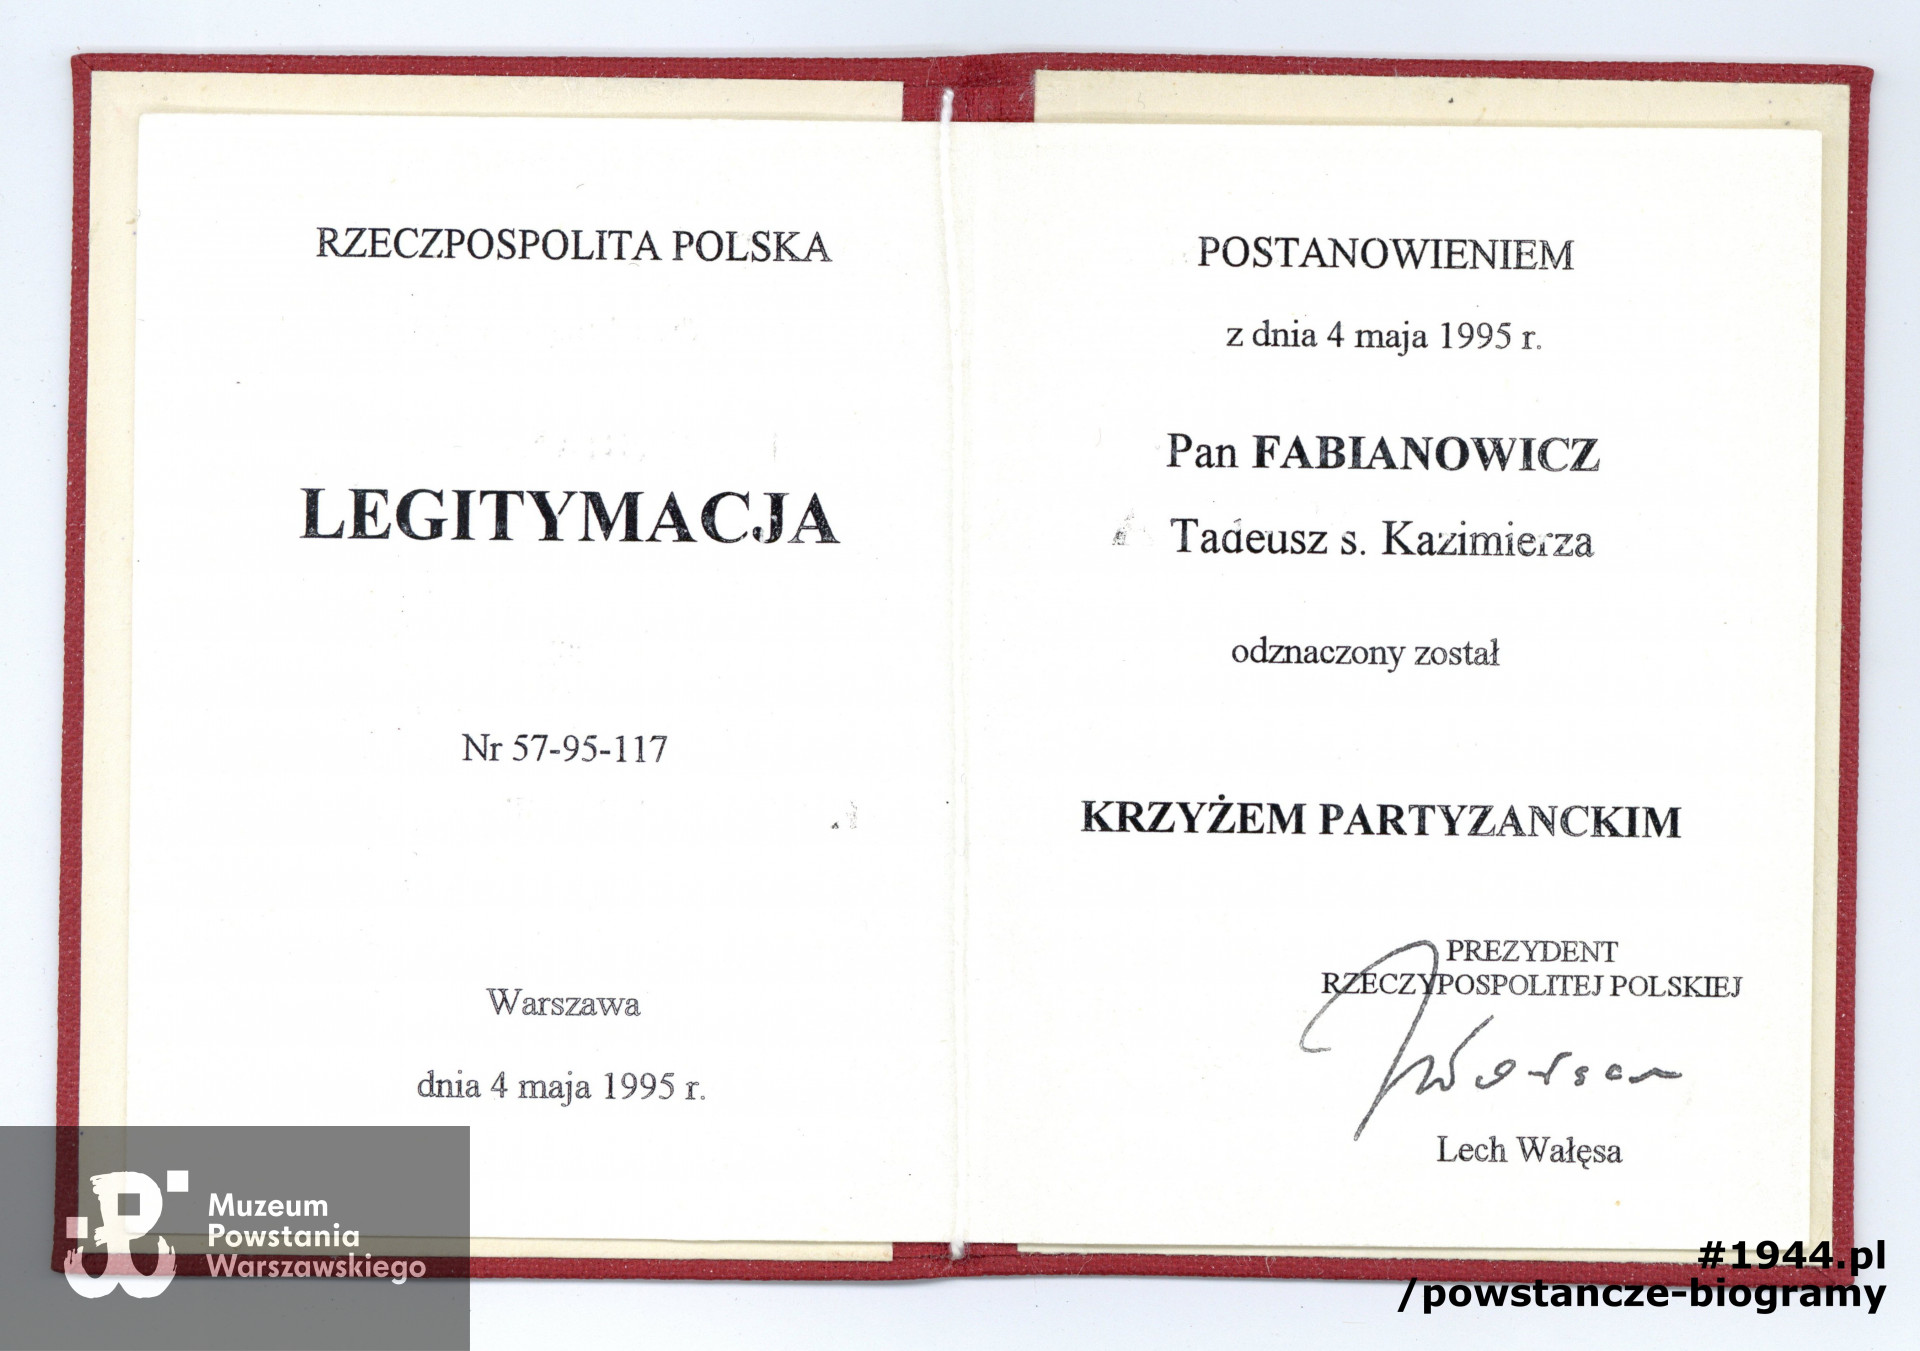 RZECZPOSPOLITA POLSKA
LEGITYMACJA
Nr 57-95-117
Warszawa
dnia 4 maja 1995 r.
POSTANOWIENIEM
z dnia 4 maja 1995 r.
Pan FABIANOWICZ
Tadeusz s. Kazimierza
odznaczony został
KRZYŻEM PARTYZANCKIM
PREZYDENT
RZECZYPOSPOLITEJ POLSKIEJ
Lech Wałęsa
Muzeum
Powstania
Warszawskiego
#1944.pl
/powstancze-biogramy